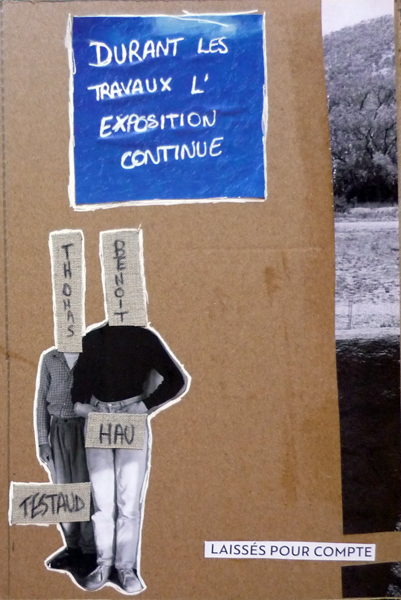 DURANT LES
TRAVAUX L'
EXPOSITION
CONTINUE
THOMAS
BENOIT
HAU
TESTAUD
LAISSÉS POUR COMPTE